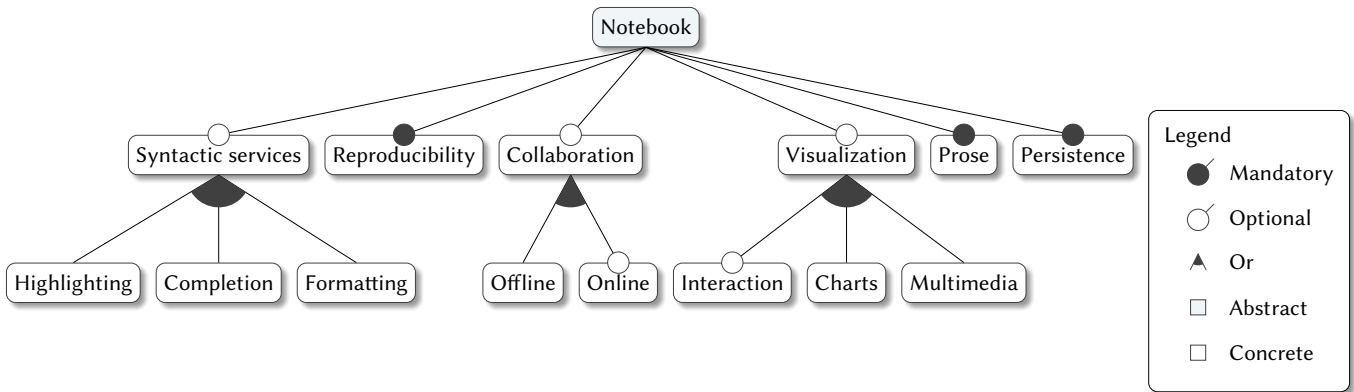 Notebook
Syntactic services
Reproducibility
Collaboration
Visualization
Prose
Persistence
Highlighting
Completion
Formatting
Offline
Online
Interaction
Charts
Multimedia
Legend
Mandatory
Optional
Or
Abstract
Concrete